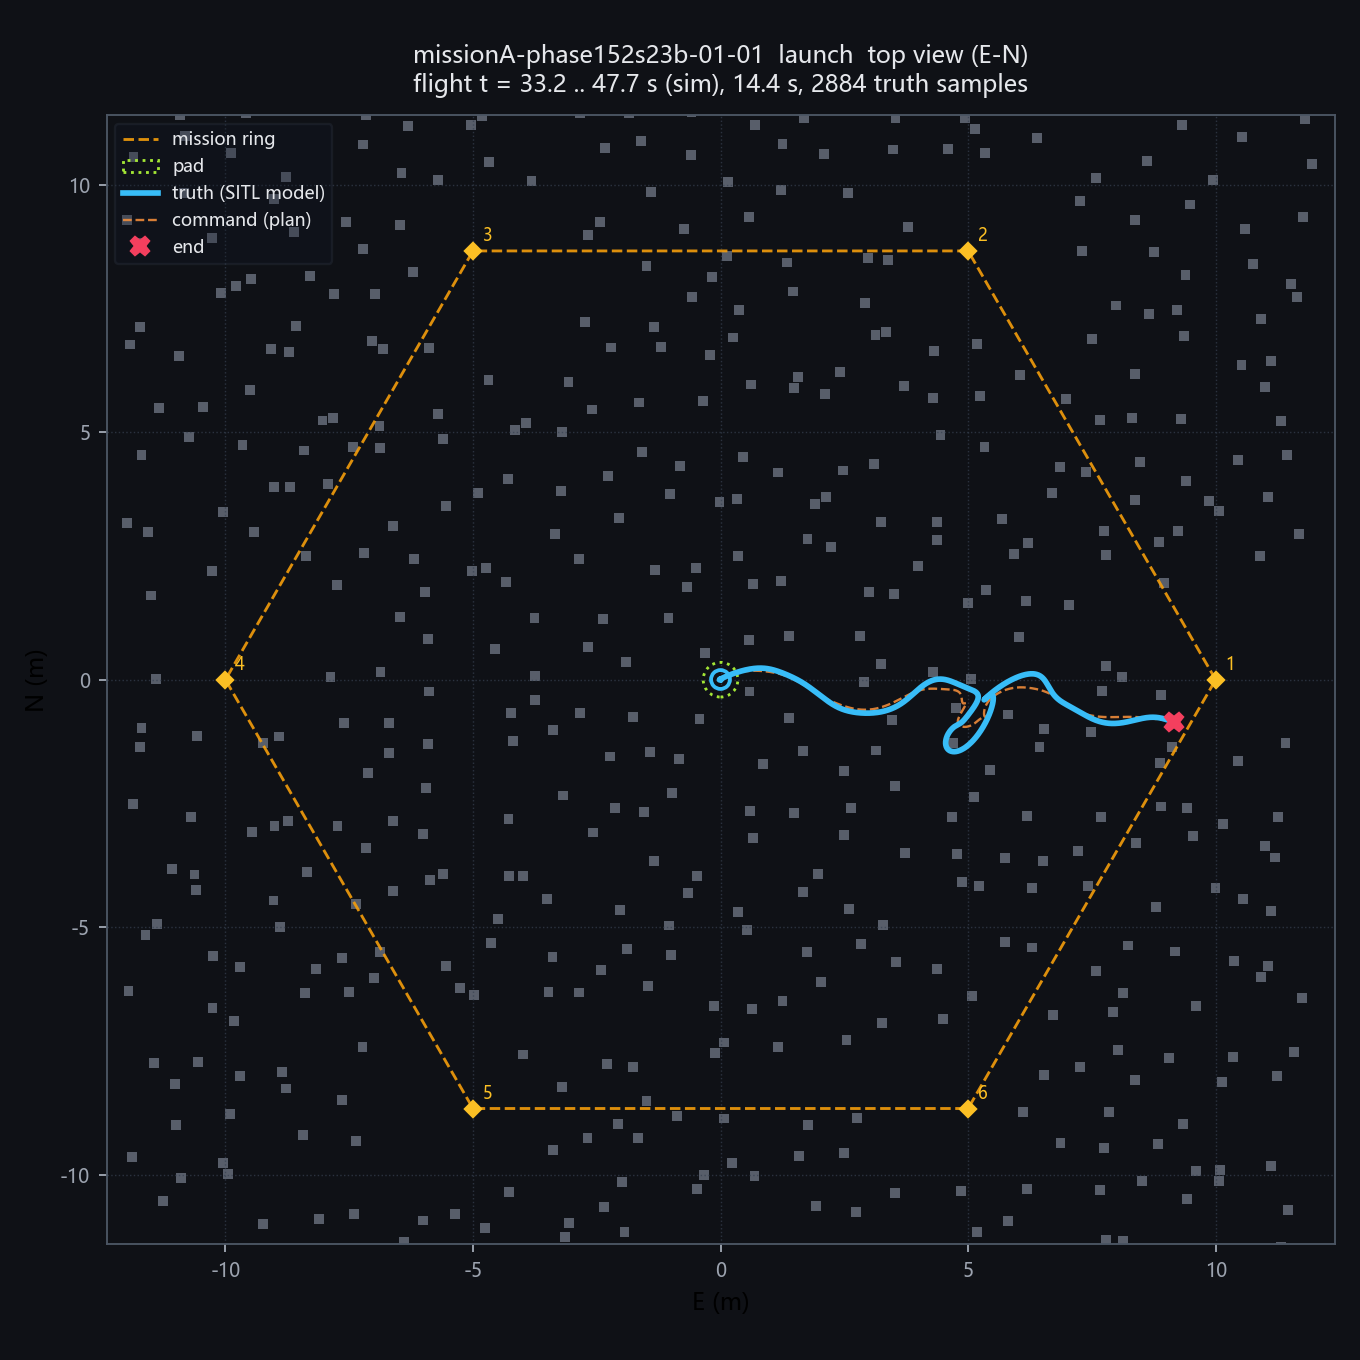 missionA-phase152s23b-01-01 launch top view (E-N)
flight t = 33.2 .. 47.7 s (sim), 14.4 s, 2884 truth samples
mission ring
pad
truth (SITL model)
command (plan)
end
3
2
4
1
5
6
10
5
0
-5
-10
N (m)
-10
-5
0
5
10
E (m)